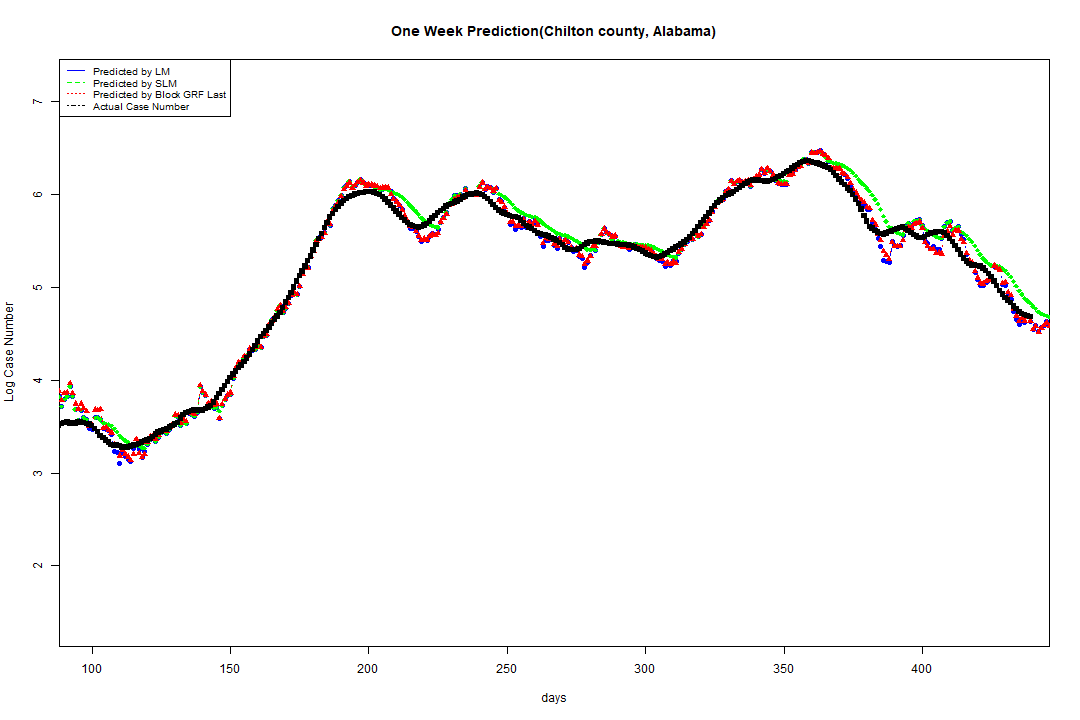 One Week Prediction(Chilton county, Alabama)
Predicted by LM
Predicted by SLM
Predicted by Block GRF Last
Actual Case Number
7
6
5
4
3
2
Log Case Number
100 150 200 250 300 350 400
days